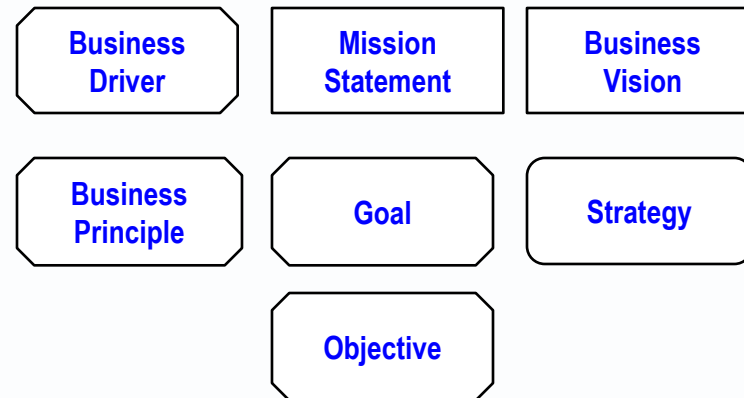 Business
Driver
Mission
Statement
Business
Vision
Business
Principle
Goal
Strategy
Objective